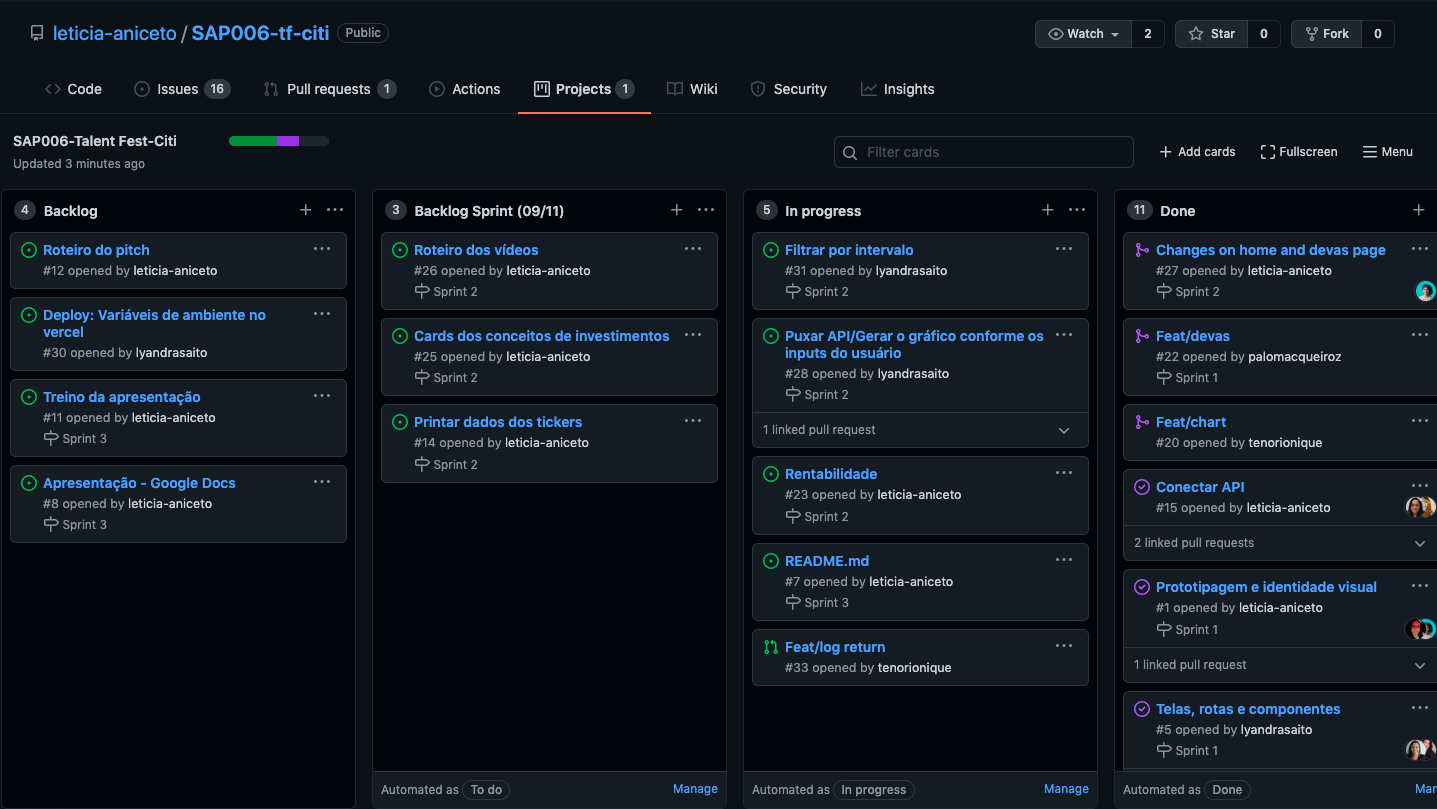 leticia-aniceto / SAP006-tf-citi Public
Watch 2 Star 0 Fork 0
Code Issues 16 Pull requests 1 Actions Projects 1 Wiki Security Insights
SAP006-Talent Fest-Citi
Updated 3 minutes ago
Filter cards
Add cards Fullscreen Menu
4 Backlog
Roteiro do pitch
#12 opened by leticia-aniceto
Deploy: Variáveis de ambiente no
vercel
#30 opened by lyandrasaito
Treino da apresentação
#11 opened by leticia-aniceto
Sprint 3
Apresentação - Google Docs
#8 opened by leticia-aniceto
Sprint 3
3 Backlog Sprint (09/11)
Roteiro dos vídeos
#26 opened by leticia-aniceto
Sprint 2
Cards dos conceitos de investimentos
#25 opened by leticia-aniceto
Sprint 2
Printar dados dos tickers
#14 opened by leticia-aniceto
Sprint 2
Automated as To do Manage
5 In progress
Filtrar por intervalo
#31 opened by lyandrasaito
Sprint 2
Puxar API/Gerar o gráfico conforme os
inputs do usuário
#28 opened by lyandrasaito
Sprint 2
1 linked pull request
Rentabilidade
#23 opened by leticia-aniceto
Sprint 2
README.md
#7 opened by leticia-aniceto
Sprint 3
Feat/log return
#33 opened by tenorionique
Automated as In progress Manage
11 Done
Changes on home and devas page
#27 opened by leticia-aniceto
Sprint 2
Feat/devas
#22 opened by palomacqueiroz
Sprint 1
Feat/chart
#20 opened by tenorionique
Conectar API
#15 opened by leticia-aniceto
2 linked pull requests
Prototipagem e identidade visual
#1 opened by leticia-aniceto
Sprint 1
1 linked pull request
Telas, rotas e componentes
#5 opened by lyandrasaito
Sprint 1
Automated as Done Mar